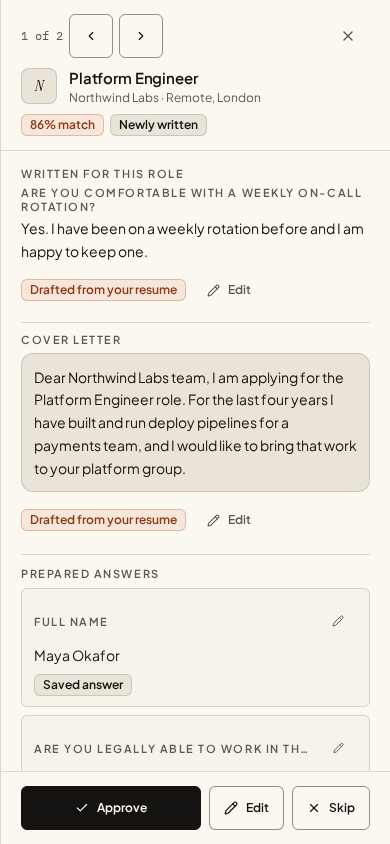 1 of 2
N
Platform Engineer
Northwind Labs · Remote, London
86% match
Newly written
WRITTEN FOR THIS ROLE
ARE YOU COMFORTABLE WITH A WEEKLY ON-CALL
ROTATION?
Yes. I have been on a weekly rotation before and I am
happy to keep one.
Drafted from your resume
Edit
COVER LETTER
Dear Northwind Labs team, I am applying for the
Platform Engineer role. For the last four years I
have built and run deploy pipelines for a
payments team, and I would like to bring that work
to your platform group.
Drafted from your resume
Edit
PREPARED ANSWERS
FULL NAME
Maya Okafor
Saved answer
ARE YOU LEGALLY ABLE TO WORK IN TH…
Approve
Edit
Skip